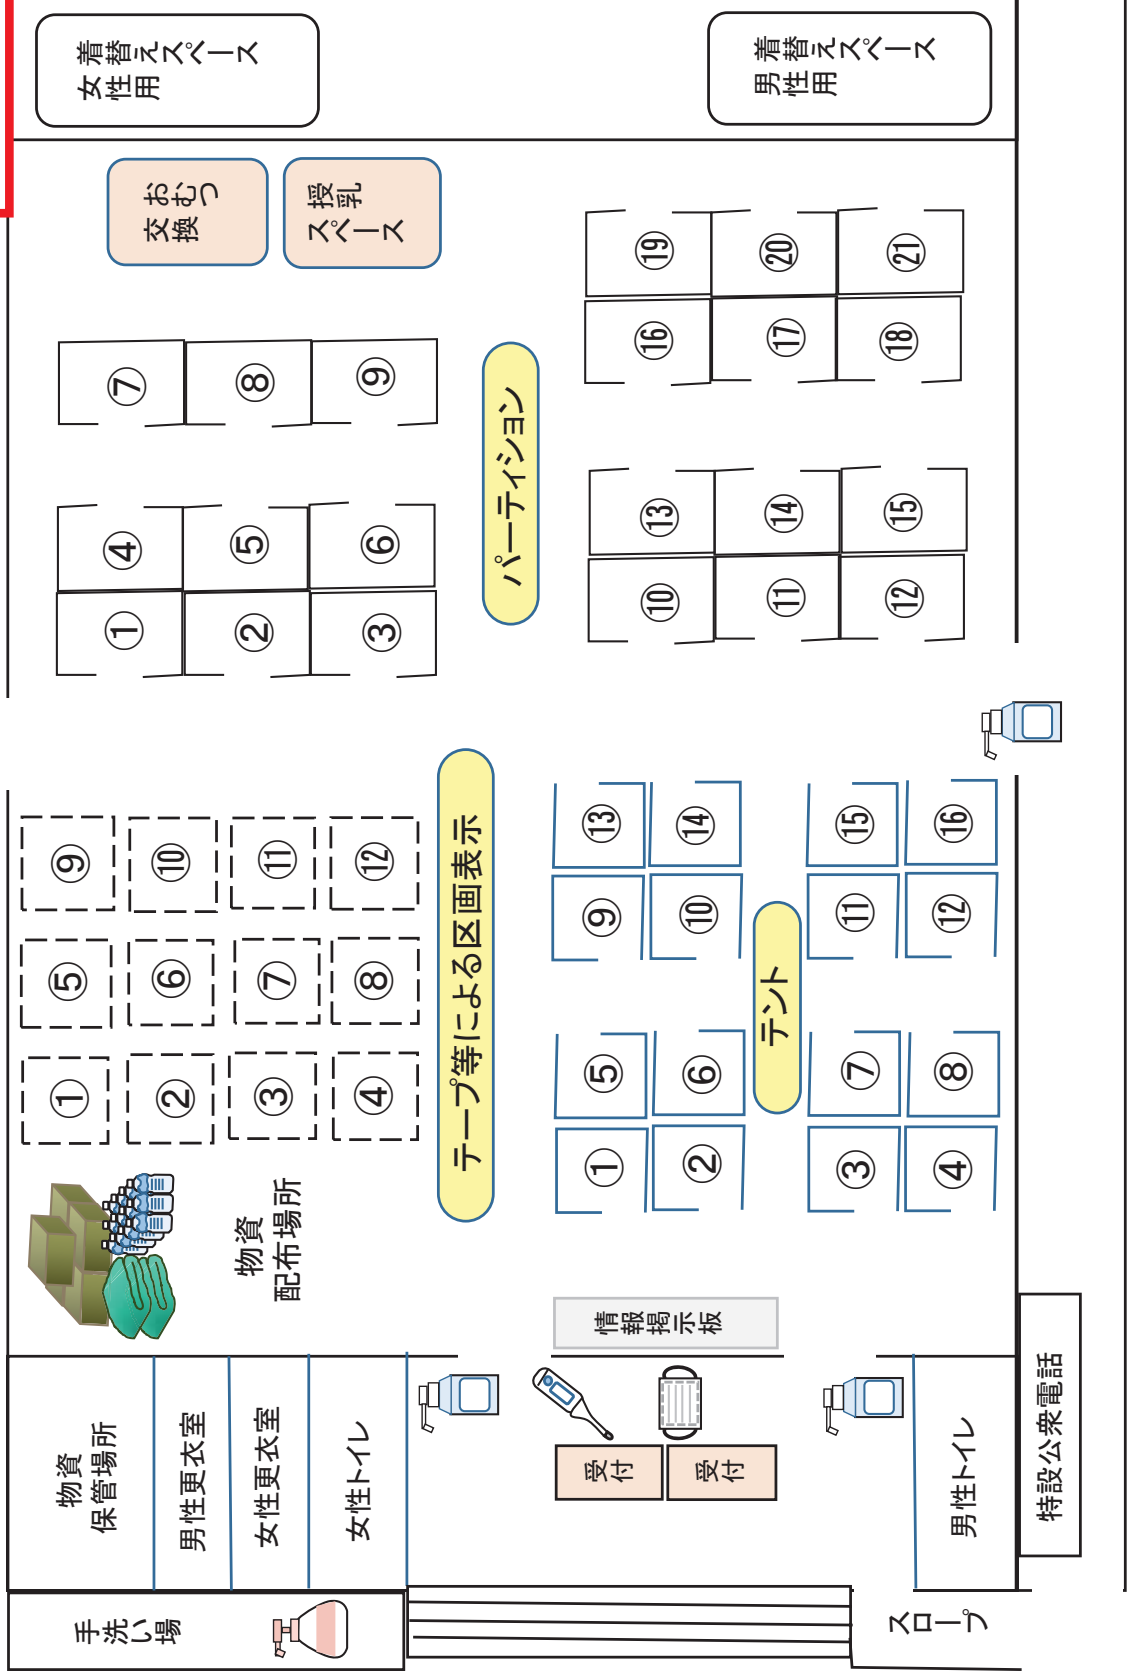 着替えスペース
女性用
着替えスペース
男性用
おむつ
交換
授乳
スペース
⑦
⑧
⑨
④
⑤
⑥
①
②
③
パーティション
⑲
⑳
㉑
⑯
⑰
⑱
⑬
⑭
⑮
⑩
⑪
⑫
⑨
⑩
⑪
⑫
⑤
⑥
⑦
⑧
①
②
③
④
テープ等による区画表示
⑬
⑭
⑮
⑯
⑨
⑩
⑪
⑫
テント
⑤
⑥
⑦
⑧
①
②
③
④
物資
配布場所
情報掲示板
物資
保管場所
男性更衣室
女性更衣室
女性トイレ
受付
受付
男性トイレ
特設公衆電話
手洗い場
スロープ